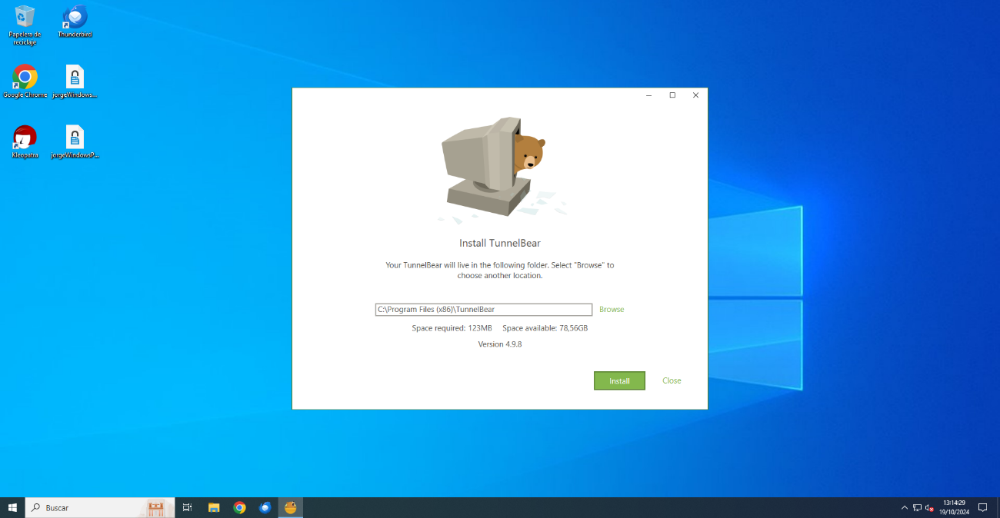 Papelera de
reciclaje
Thunderbird
Google Chrome
jorgeWindows...
Kleopatra
jorgeWindowsP...
Install TunnelBear
Your TunnelBear will live in the following folder. Select "Browse" to
choose another location.
C:\Program Files (x86)\TunnelBear
Browse
Space required: 123MB Space available: 78,56GB
Version 4.9.8
Install
Close
Buscar
13:14:29
19/10/2024